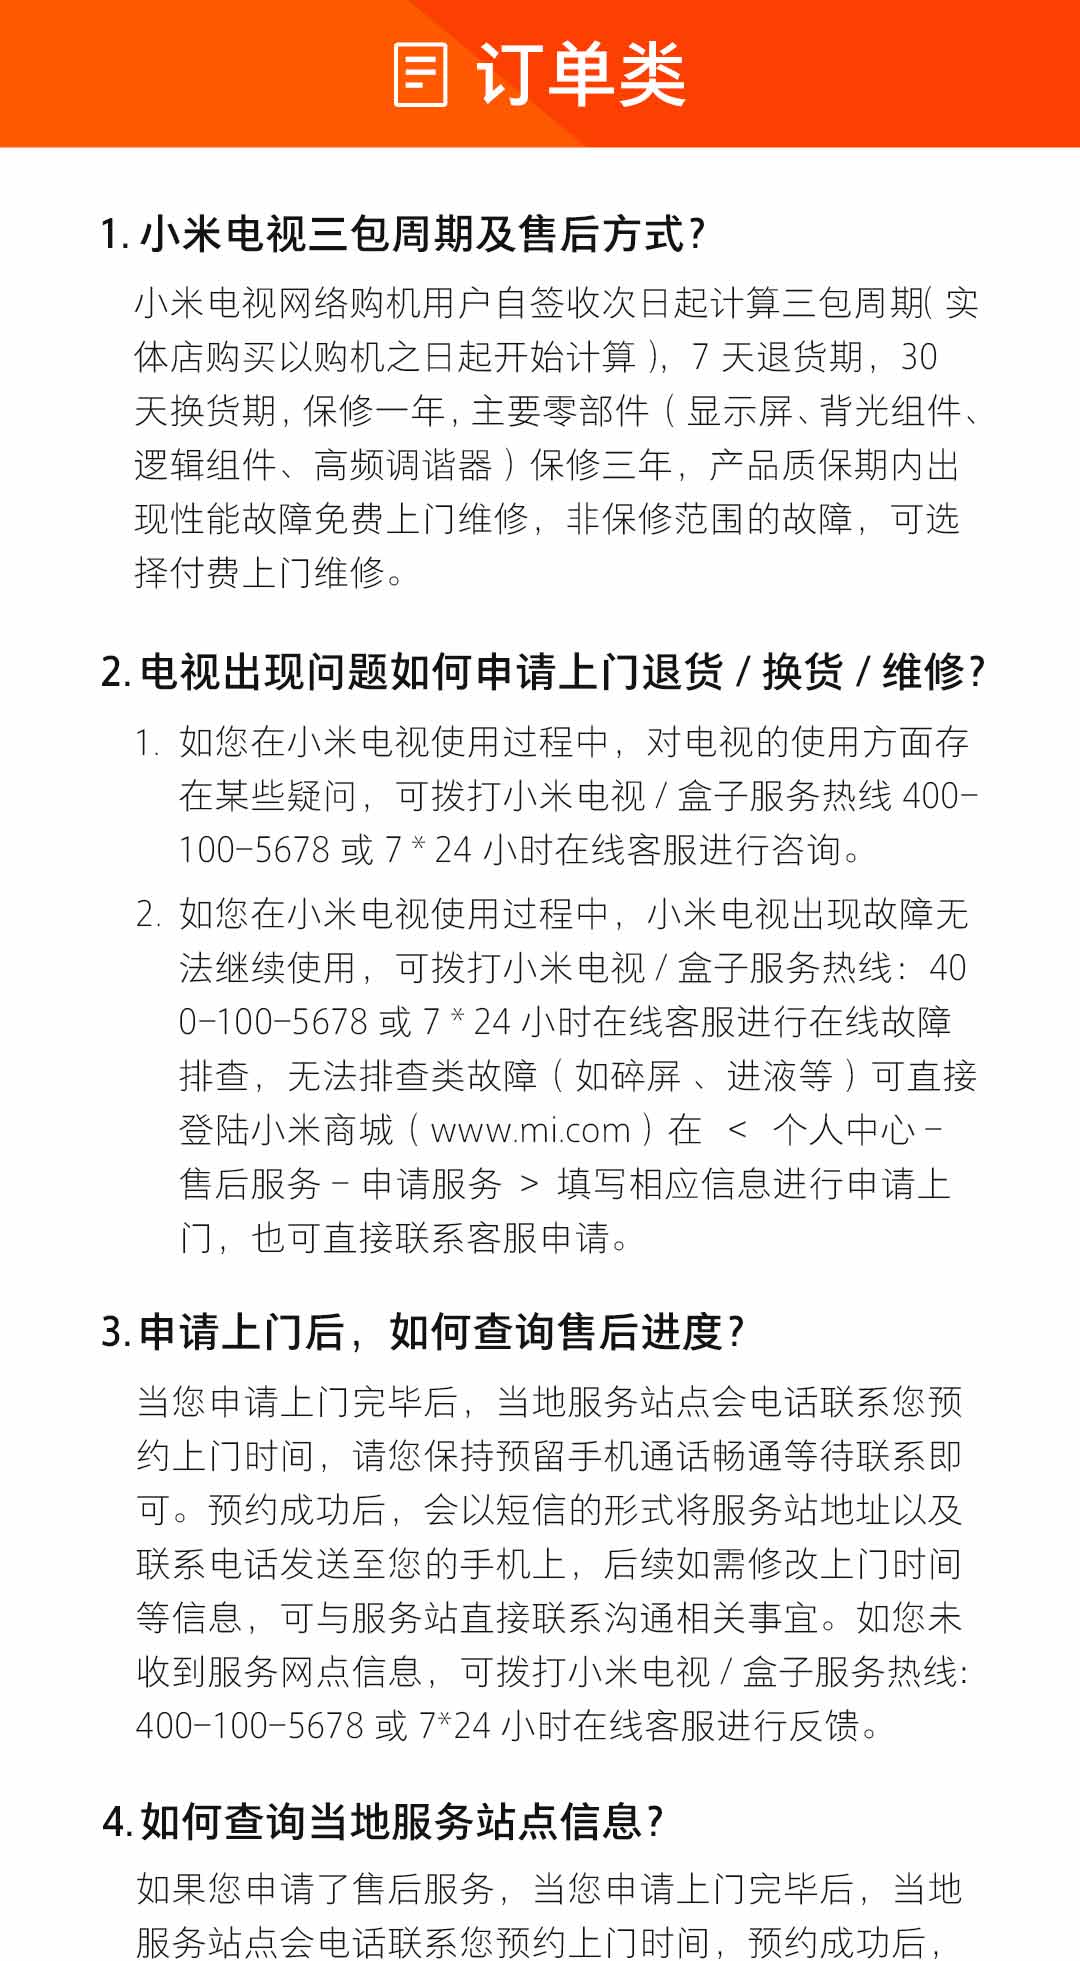 订单类
1. 小米电视三包周期及售后方式?
小米电视网络购机用户自签收次日起计算三包周期( 实
体店购买以购机之日起开始计算 )，7 天退货期，30
天换货期, 保修一年, 主要零部件 ( 显示屏、背光组件、
逻辑组件、高频调谐器 ) 保修三年，产品质保期内出
现性能故障免费上门维修，非保修范围的故障，可选
择付费上门维修。
2. 电视出现问题如何申请上门退货 / 换货 / 维修?
1. 如您在小米电视使用过程中，对电视的使用方面存
在某些疑问，可拨打小米电视 / 盒子服务热线 400-
100-5678 或 7 * 24 小时在线客服进行咨询。
2. 如您在小米电视使用过程中，小米电视出现故障无
法继续使用，可拨打小米电视 / 盒子服务热线：40
0-100-5678 或 7 * 24 小时在线客服进行在线故障
排查，无法排查类故障 ( 如碎屏 、进液等 ) 可直接
登陆小米商城 ( www.mi.com ) 在 < 个人中心 -
售后服务 - 申请服务 > 填写相应信息进行申请上
门，也可直接联系客服申请。
3. 申请上门后，如何查询售后进度?
当您申请上门完毕后，当地服务站点会电话联系您预
约上门时间，请您保持预留手机通话畅通等待联系即
可。预约成功后，会以短信的形式将服务站地址以及
联系电话发送至您的手机上，后续如需修改上门时间
等信息，可与服务站直接联系沟通相关事宜。如您未
收到服务网点信息，可拨打小米电视 / 盒子服务热线:
400-100-5678 或 7*24 小时在线客服进行反馈。
4. 如何查询当地服务站点信息?
如果您申请了售后服务，当您申请上门完毕后，当地
服务站点会电话联系您预约上门时间，预约成功后，